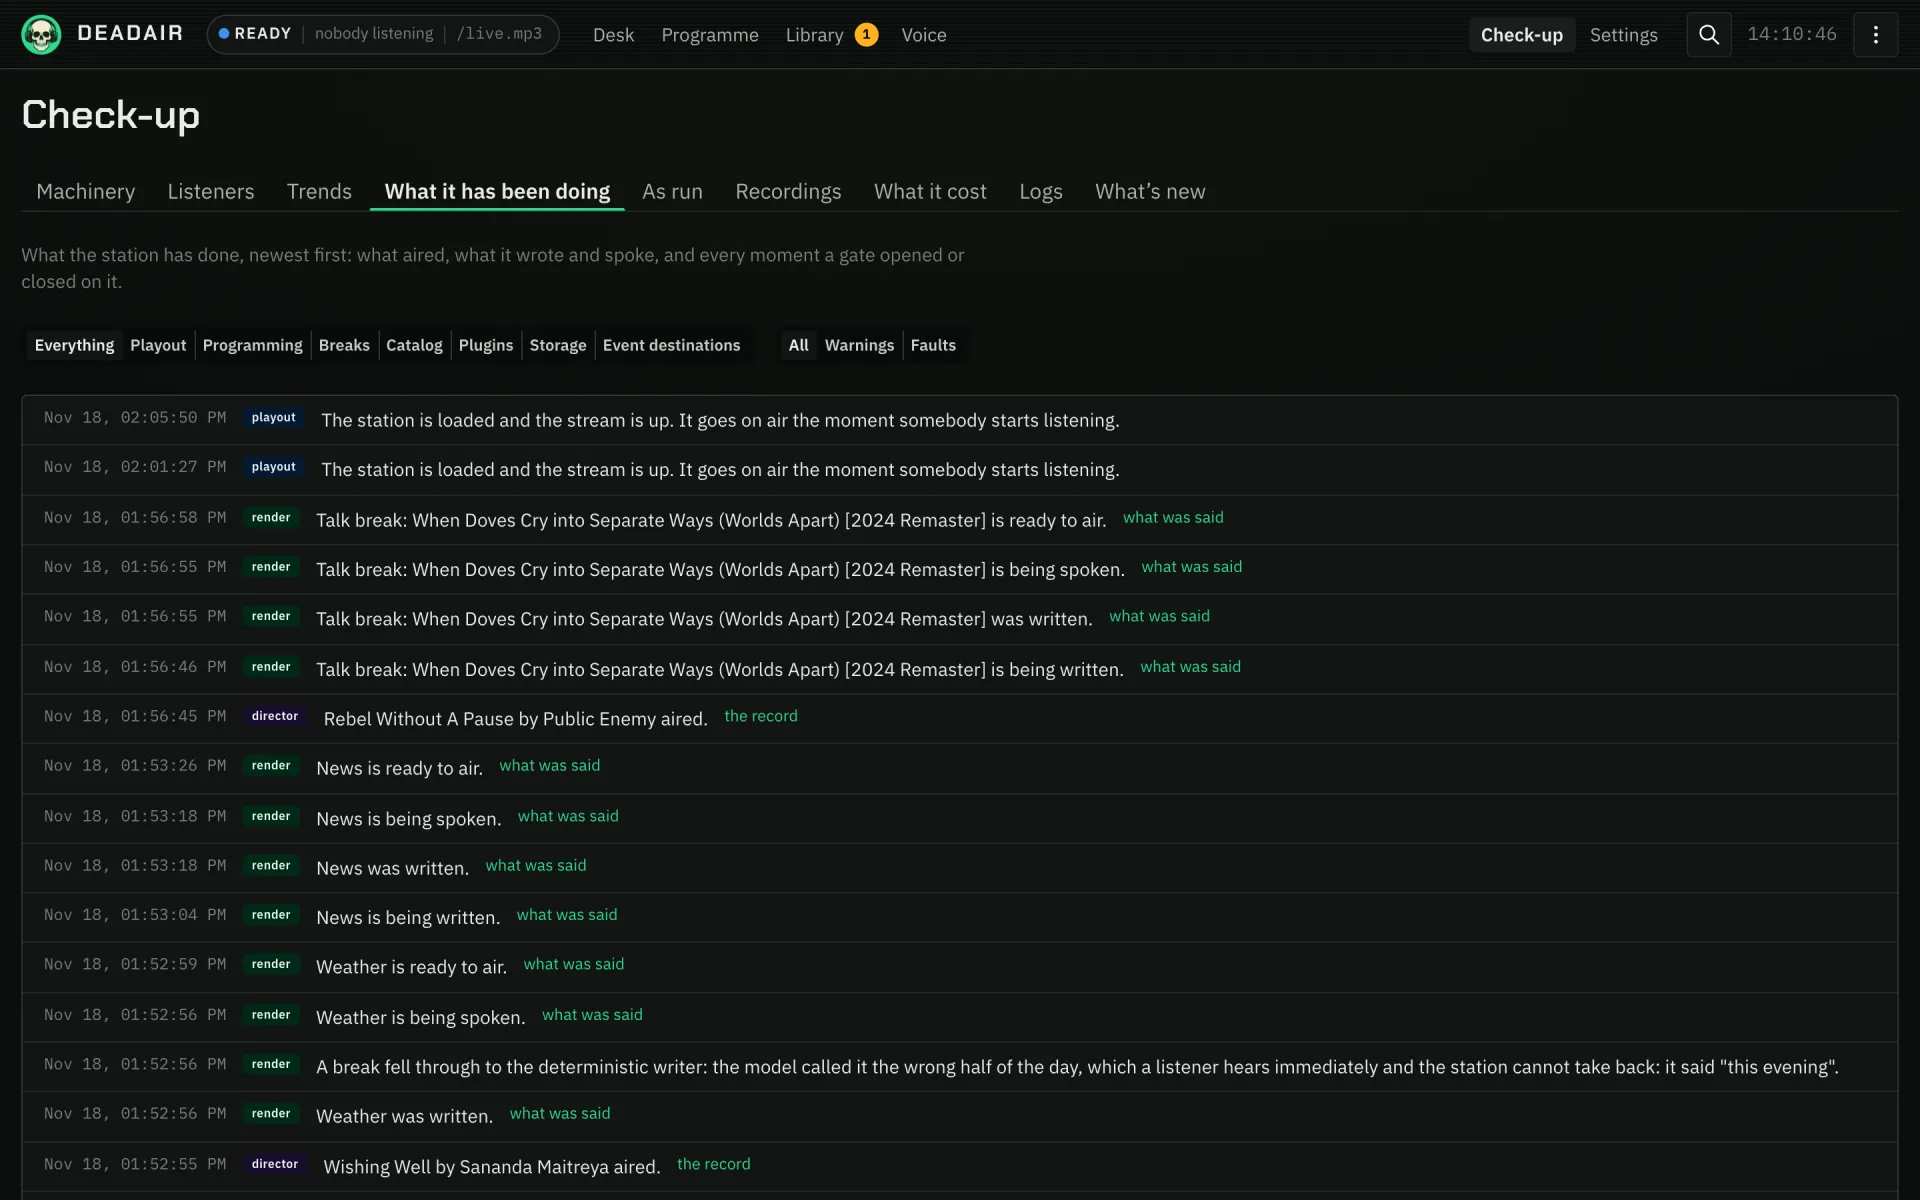 DEADAIR
READY | nobody listening | /live.mp3
Desk
Programme
Library 1
Voice
Check-up
Settings
14:10:46
Check-up
Machinery
Listeners
Trends
What it has been doing
As run
Recordings
What it cost
Logs
What’s new
What the station has done, newest first: what aired, what it wrote and spoke, and every moment a gate opened or
closed on it.
Everything
Playout
Programming
Breaks
Catalog
Plugins
Storage
Event destinations
All
Warnings
Faults
Nov 18, 02:05:50 PM playout The station is loaded and the stream is up. It goes on air the moment somebody starts listening.
Nov 18, 02:01:27 PM playout The station is loaded and the stream is up. It goes on air the moment somebody starts listening.
Nov 18, 01:56:58 PM render Talk break: When Doves Cry into Separate Ways (Worlds Apart) [2024 Remaster] is ready to air. what was said
Nov 18, 01:56:55 PM render Talk break: When Doves Cry into Separate Ways (Worlds Apart) [2024 Remaster] is being spoken. what was said
Nov 18, 01:56:55 PM render Talk break: When Doves Cry into Separate Ways (Worlds Apart) [2024 Remaster] was written. what was said
Nov 18, 01:56:46 PM render Talk break: When Doves Cry into Separate Ways (Worlds Apart) [2024 Remaster] is being written. what was said
Nov 18, 01:56:45 PM director Rebel Without A Pause by Public Enemy aired. the record
Nov 18, 01:53:26 PM render News is ready to air. what was said
Nov 18, 01:53:18 PM render News is being spoken. what was said
Nov 18, 01:53:18 PM render News was written. what was said
Nov 18, 01:53:04 PM render News is being written. what was said
Nov 18, 01:52:59 PM render Weather is ready to air. what was said
Nov 18, 01:52:56 PM render Weather is being spoken. what was said
Nov 18, 01:52:56 PM render A break fell through to the deterministic writer: the model called it the wrong half of the day, which a listener hears immediately and the station cannot take back: it said "this evening".
Nov 18, 01:52:56 PM render Weather was written. what was said
Nov 18, 01:52:55 PM director Wishing Well by Sananda Maitreya aired. the record